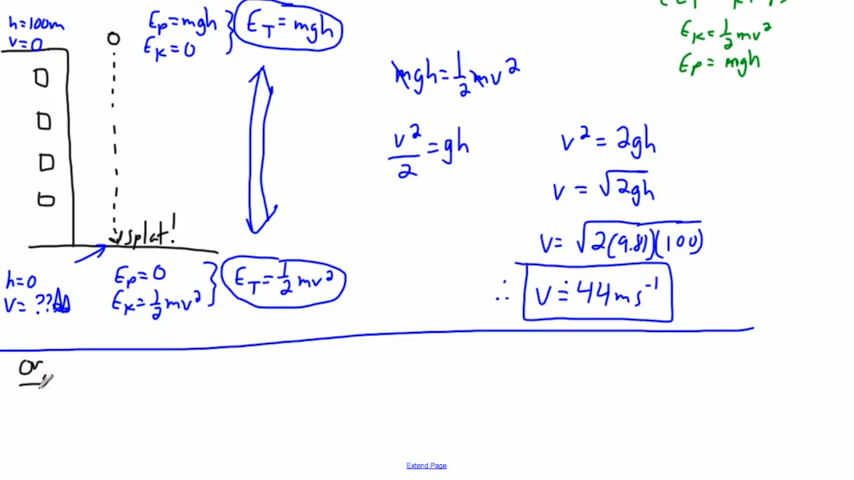 h=100m
v=0
Ep=mgh
Ek=0
ET=mgh
Ek=½mv²
Ep=mgh
mgh=½mv²
v²/2=gh
v²=2gh
v=√2gh
v=√2(9.81)(100)
∴ v≐44ms⁻¹
splat!
h=0
v=??
Ep=0
Ek=½mv²
ET=½mv²
or,
Extend Page